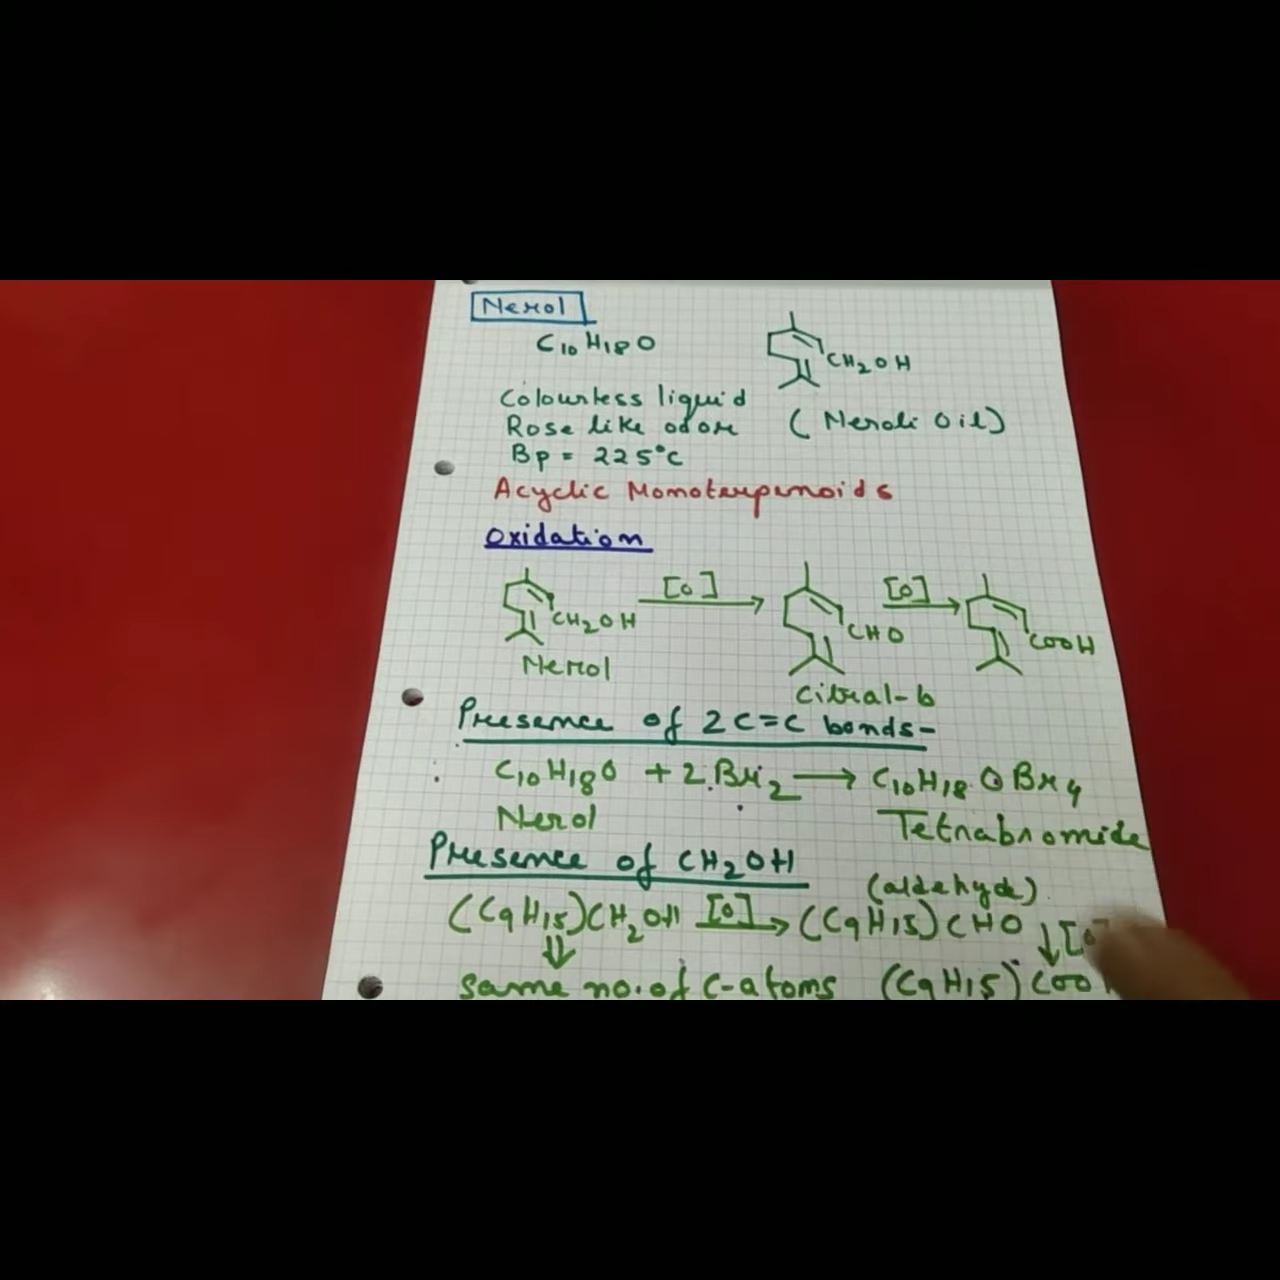 Nerol
C10H18O
CH2OH
Colourless liquid
Rose like odor
(Neroli Oil)
Bp = 225°C
Acyclic Monoterpenoids
Oxidation
CH2OH [O] CHO [O] COOH
Nerol
Citral-b
Presence of 2C=C bonds-
C10H18O + 2Br2 → C10H18OBr4
Nerol
Tetrabromide
Presence of CH2OH
(aldehyde)
(C9H15)CH2OH [O] → (C9H15)CHO ↓[O]
⇓
same no. of C-atoms (C9H15)COO